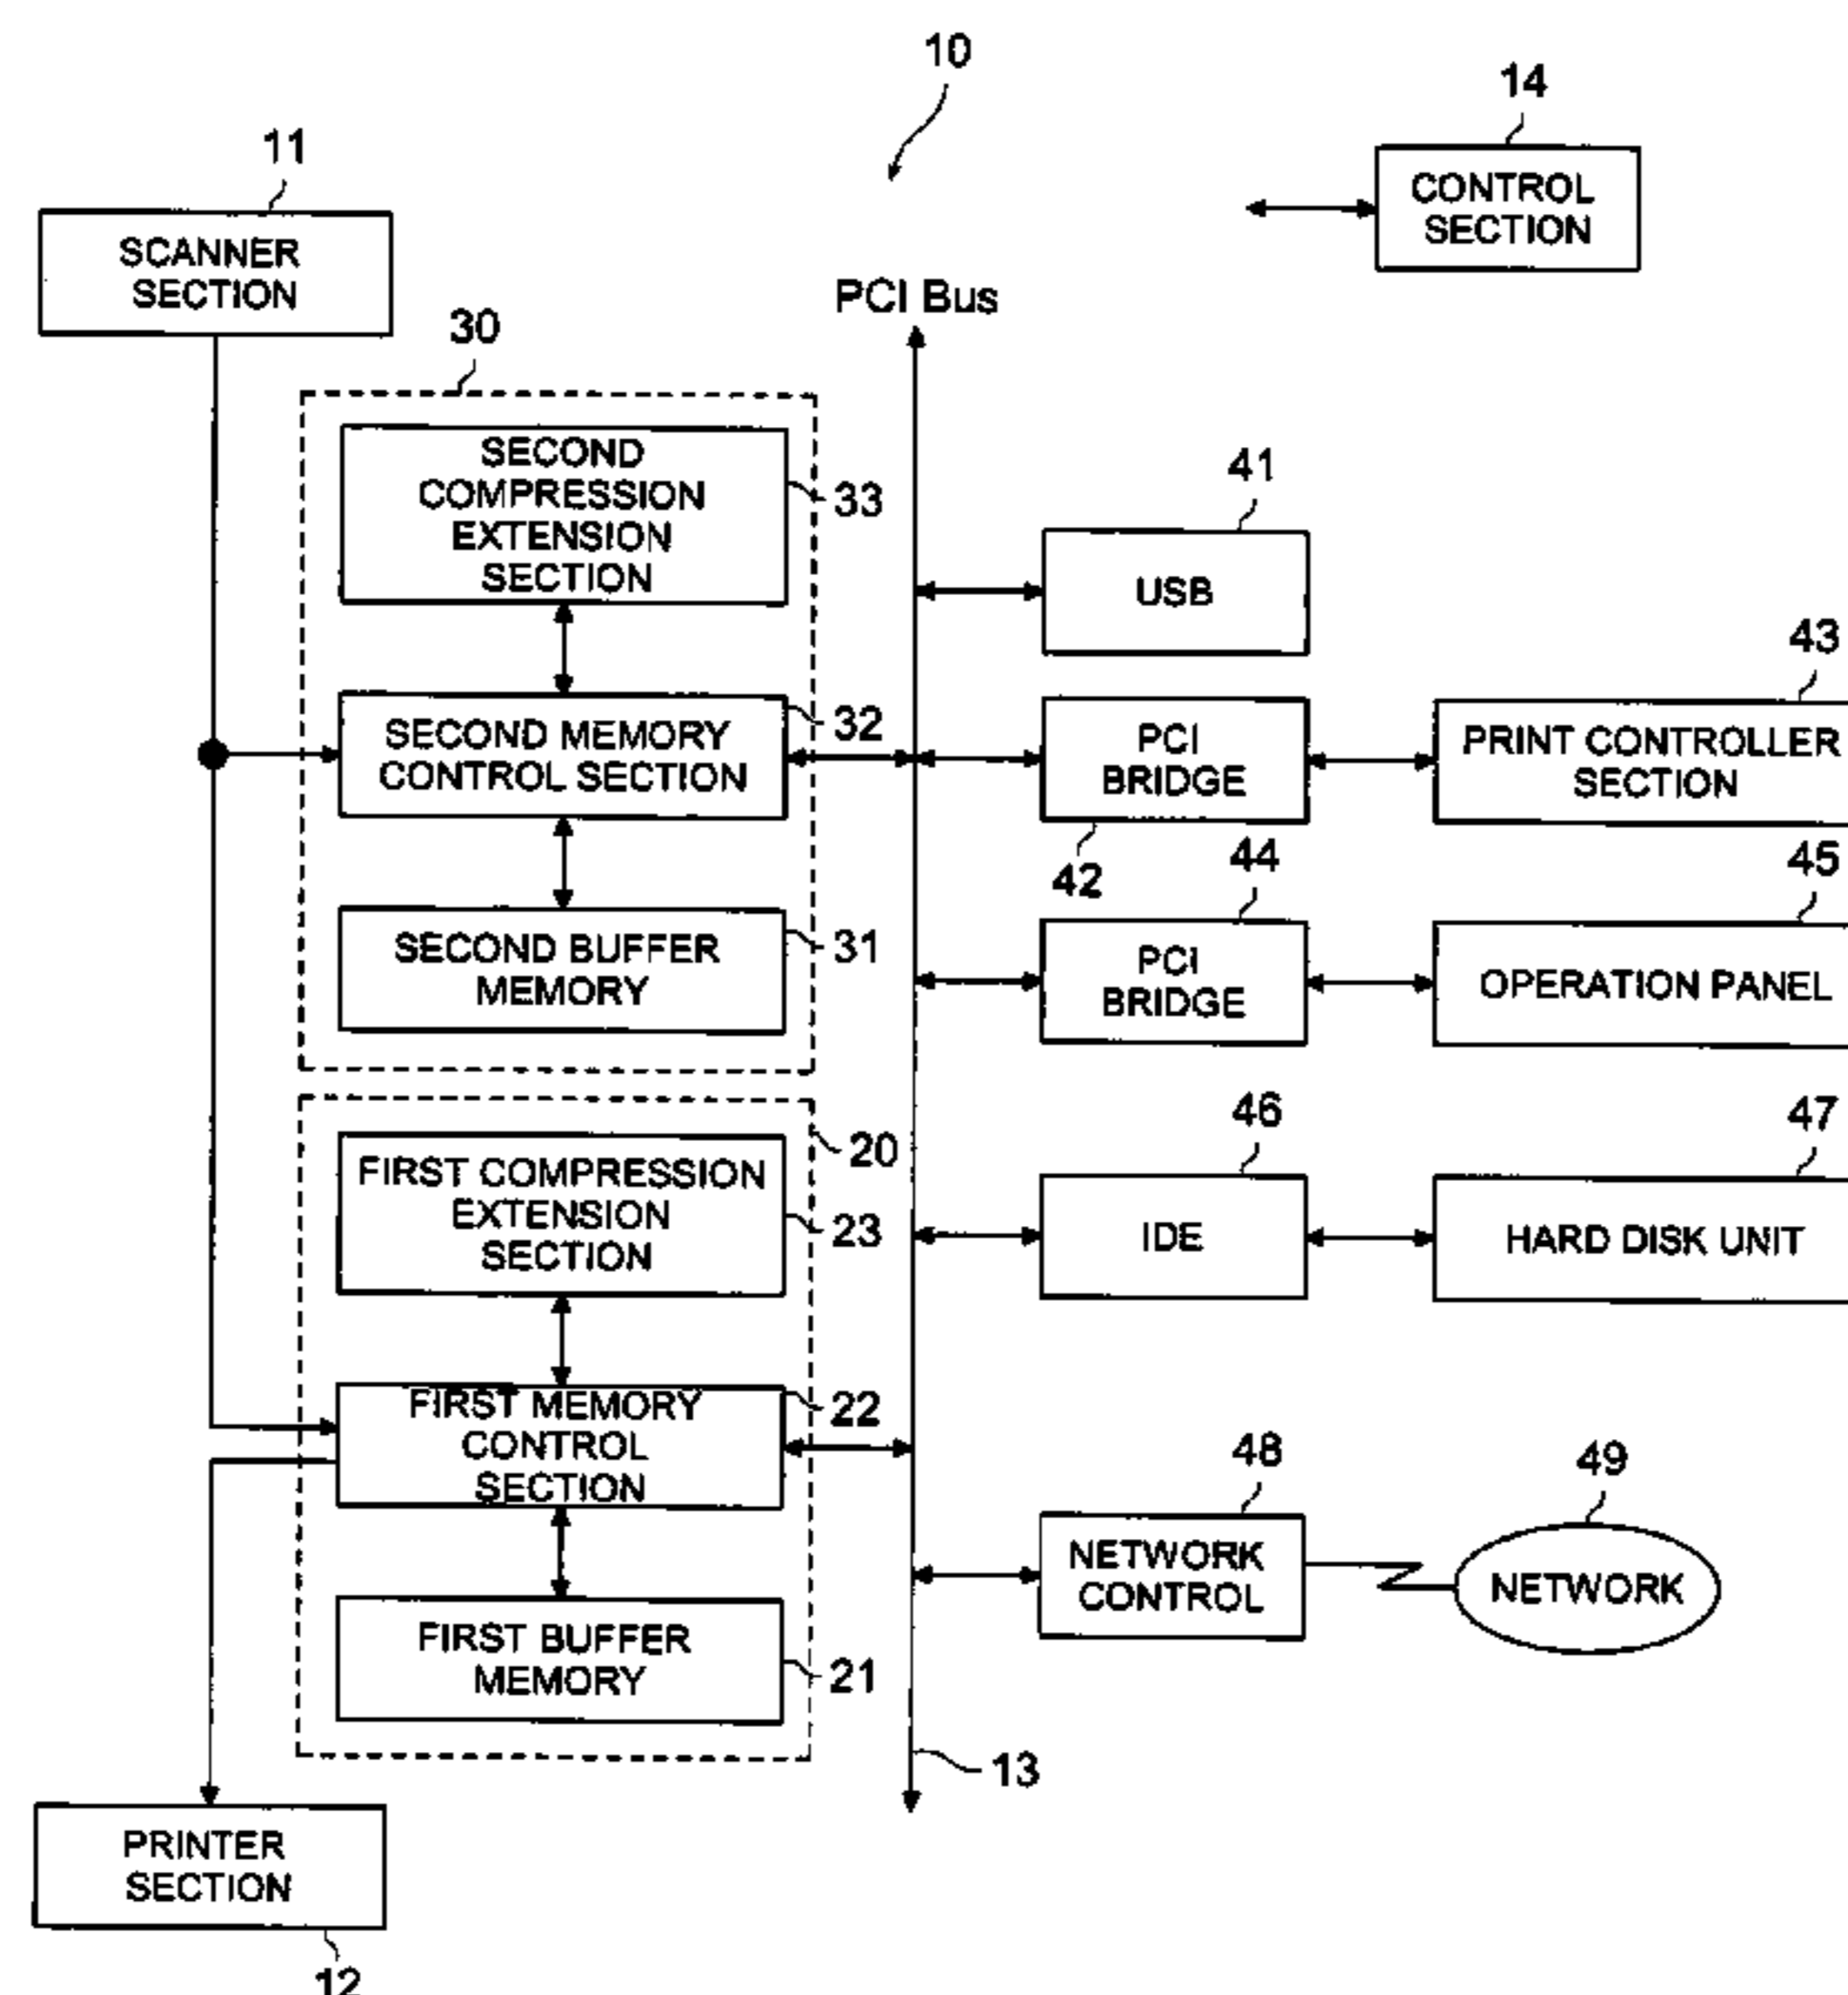 10
14
CONTROL
SECTION
11
SCANNER
SECTION
PCI Bus
30
SECOND
COMPRESSION
EXTENSION
SECTION
33
41
USB
SECOND MEMORY
CONTROL SECTION
32
PCI
BRIDGE
42
43
PRINT CONTROLLER
SECTION
SECOND BUFFER
MEMORY
31
44
PCI
BRIDGE
45
OPERATION PANEL
20
FIRST COMPRESSION
EXTENSION
SECTION
23
46
IDE
47
HARD DISK UNIT
FIRST MEMORY
CONTROL
SECTION
22
48
NETWORK
CONTROL
49
NETWORK
FIRST BUFFER
MEMORY
21
13
PRINTER
SECTION
12